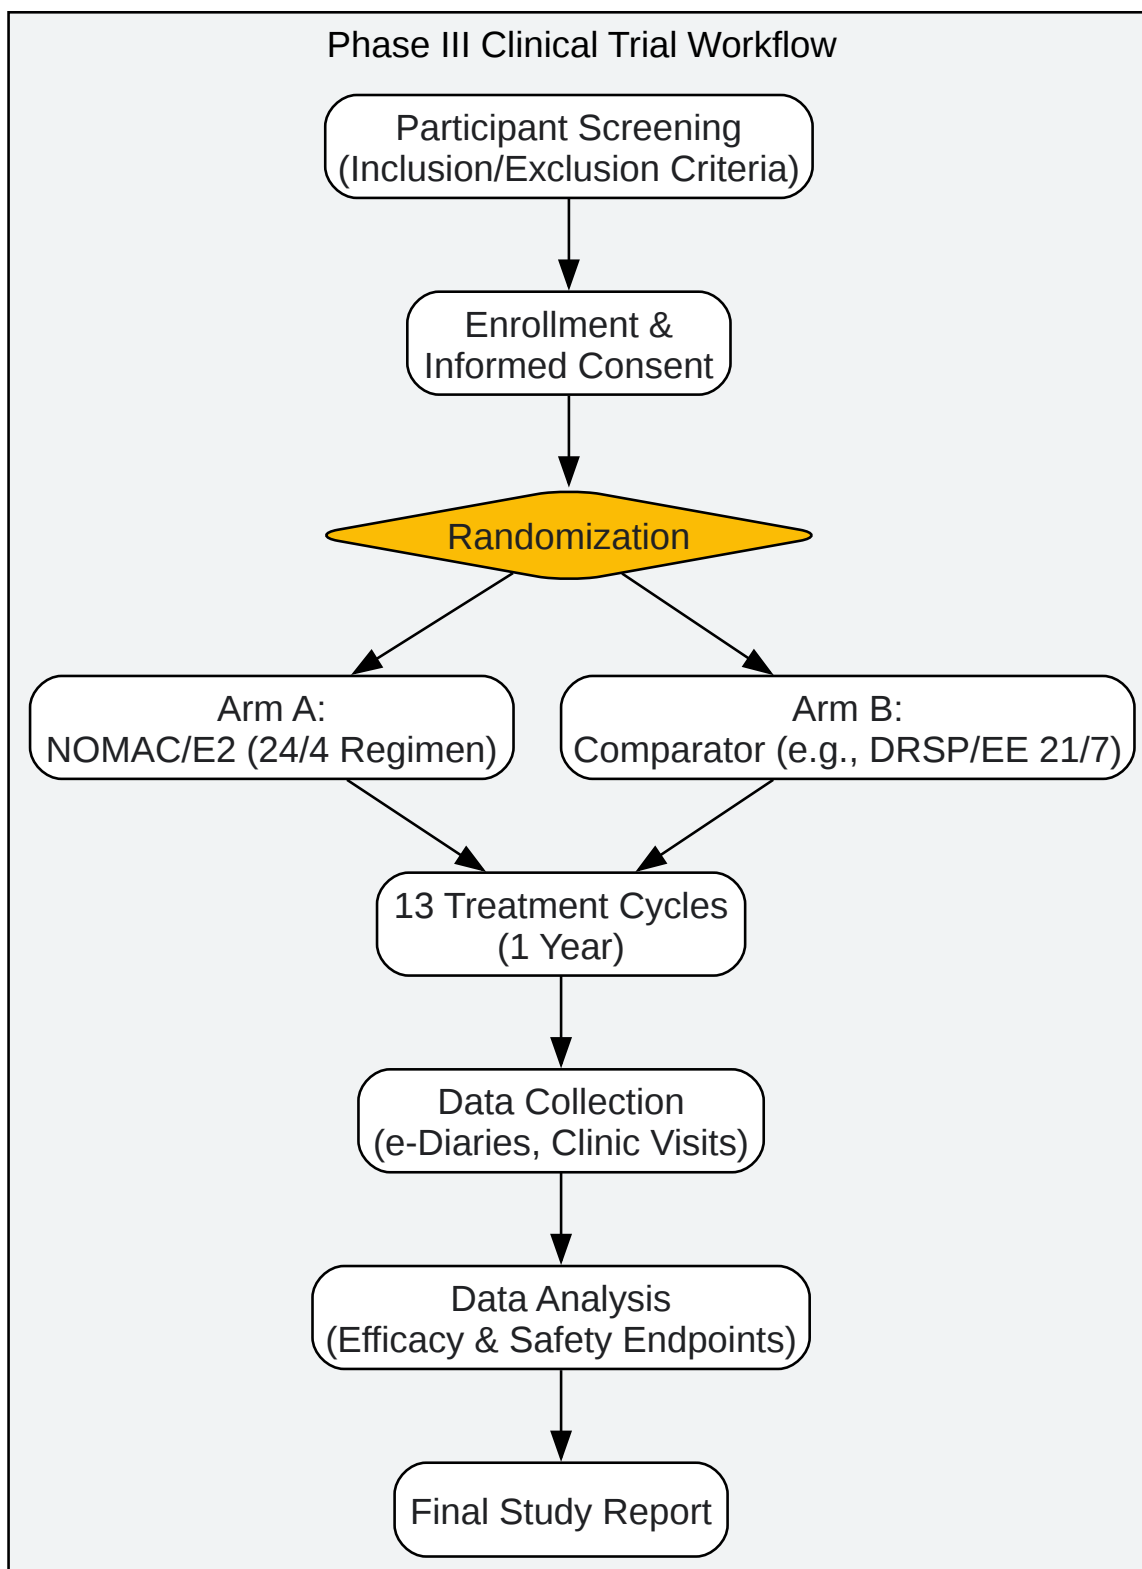 Phase III Clinical Trial Workflow
Participant Screening
(Inclusion/Exclusion Criteria)
Enrollment &
Informed Consent
Randomization
Arm A:
NOMAC/E2 (24/4 Regimen)
Arm B:
Comparator (e.g., DRSP/EE 21/7)
13 Treatment Cycles
(1 Year)
Data Collection
(e-Diaries, Clinic Visits)
Data Analysis
(Efficacy & Safety Endpoints)
Final Study Report